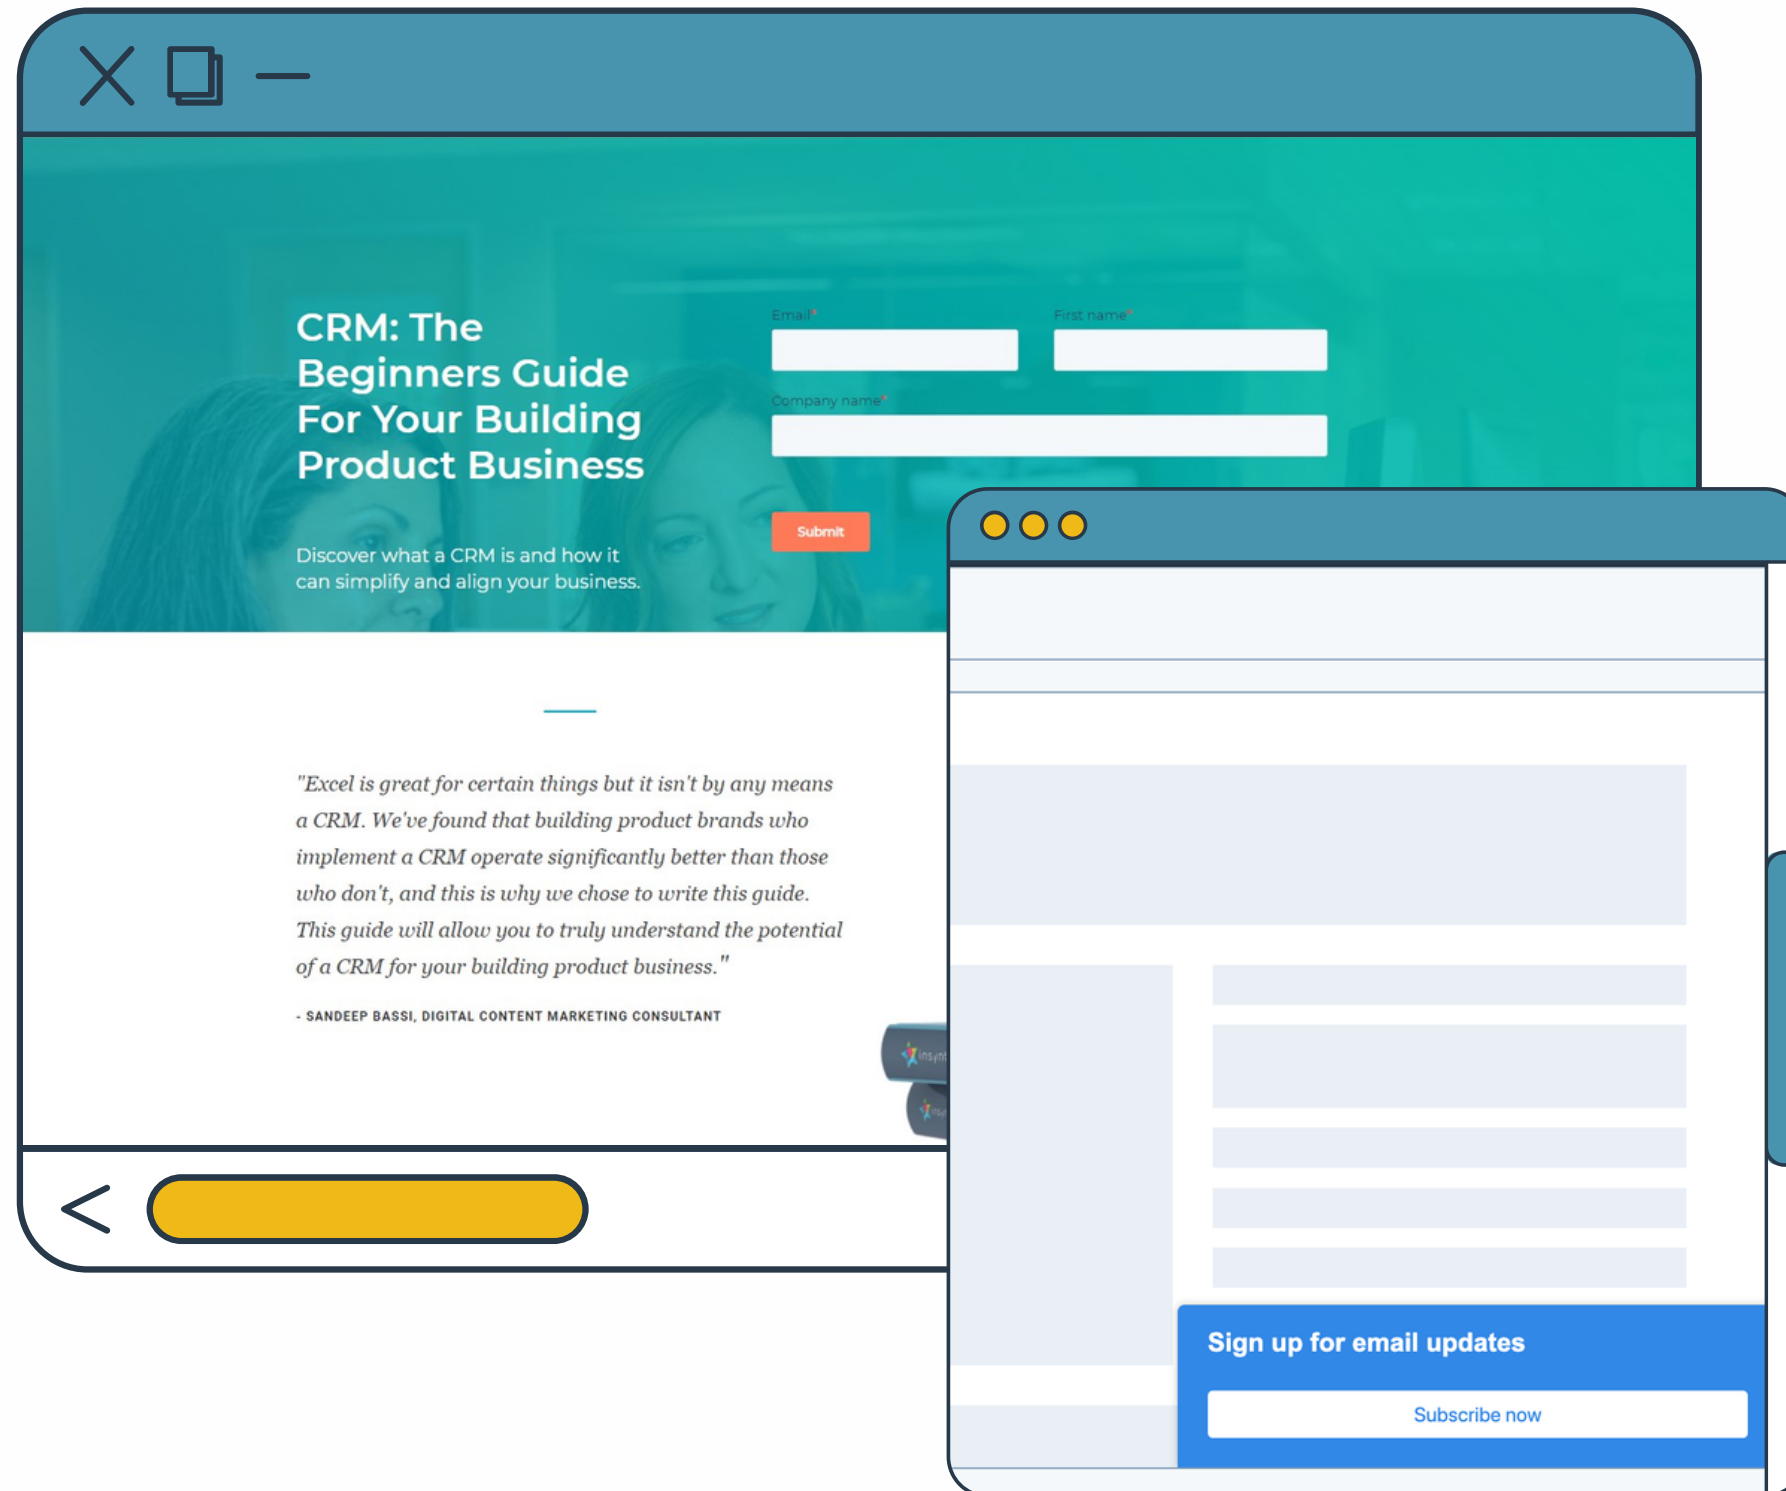 CRM: The
Beginners Guide
For Your Building
Product Business
Discover what a CRM is and how it
can simplify and align your business.
Email*
First name*
Company name*
Submit
"Excel is great for certain things but it isn't by any means
a CRM. We've found that building product brands who
implement a CRM operate significantly better than those
who don't, and this is why we chose to write this guide.
This guide will allow you to truly understand the potential
of a CRM for your building product business."
- SANDEEP BASSI, DIGITAL CONTENT MARKETING CONSULTANT
Sign up for email updates
Subscribe now